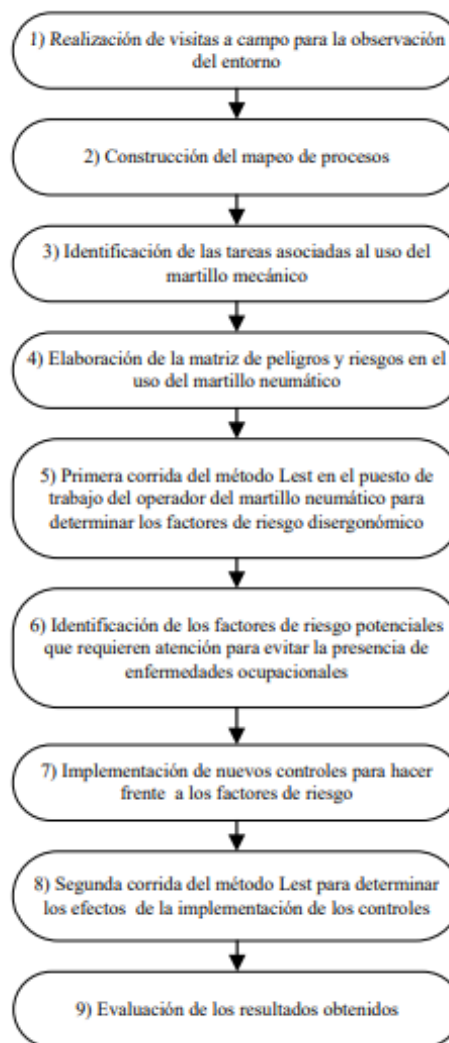 1) Realización de visitas a campo para la observación
del entorno
2) Construcción del mapeo de procesos
3) Identificación de las tareas asociadas al uso del
martillo mecánico
4) Elaboración de la matriz de peligros y riesgos en el
uso del martillo neumático
5) Primera corrida del método Lest en el puesto de
trabajo del operador del martillo neumático para
determinar los factores de riesgo disergonómico
6) Identificación de los factores de riesgo potenciales
que requieren atención para evitar la presencia de
enfermedades ocupacionales
7) Implementación de nuevos controles para hacer
frente a los factores de riesgo
8) Segunda corrida del método Lest para determinar
los efectos de la implementación de los controles
9) Evaluación de los resultados obtenidos